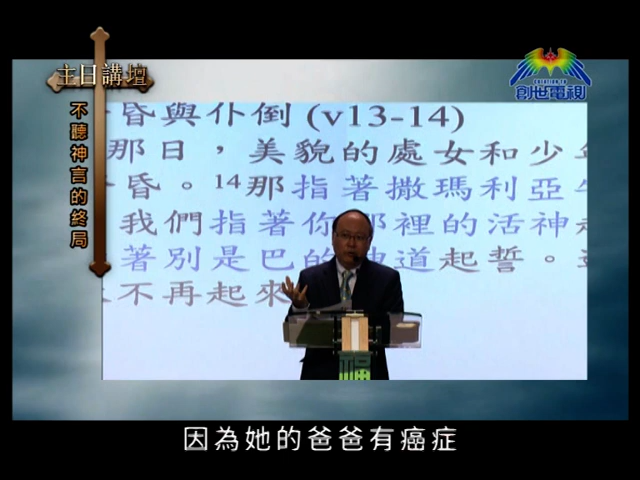 主日講壇
不聽神言的終局
CREATION TV
創世電視
昏與仆倒 (v13-14)
那日，美貌的處女和少年
昏。¹⁴那指著撒瑪利亞
我們指著你那裡的活神
著別是巴的神道起誓。
不再起來
因為她的爸爸有癌症